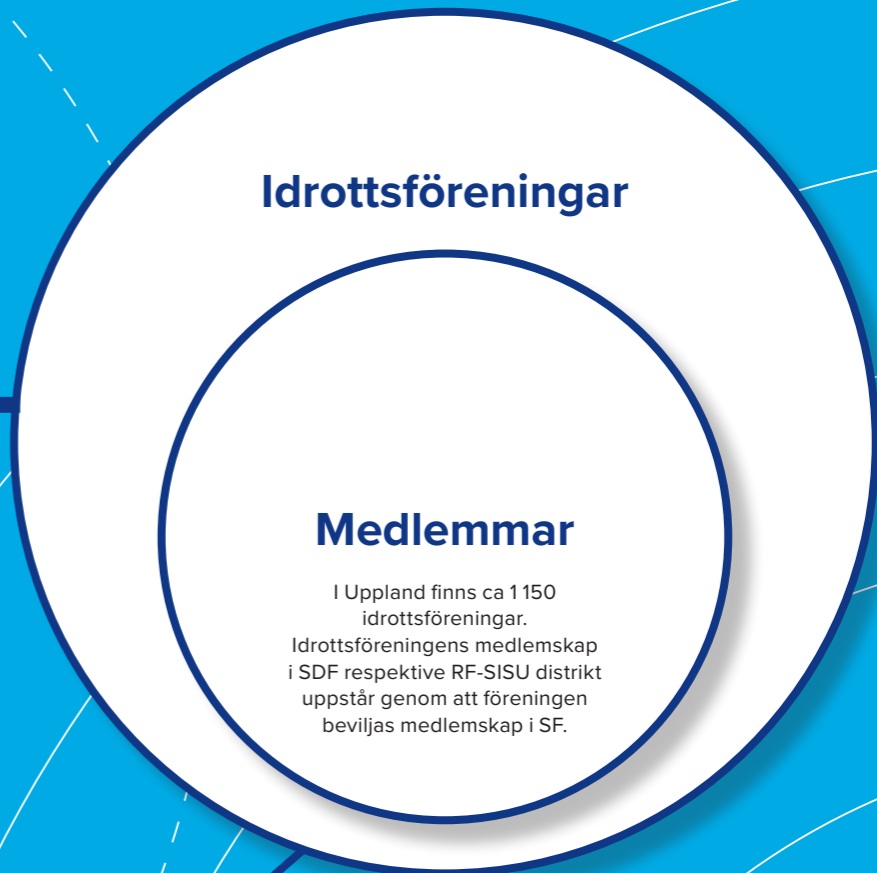 Idrottsföreningar
Medlemmar
I Uppland finns ca 1 150
idrottsföreningar.
Idrottsföreningens medlemskap
i SDF respektive RF-SISU distrikt
uppstår genom att föreningen
beviljas medlemskap i SF.